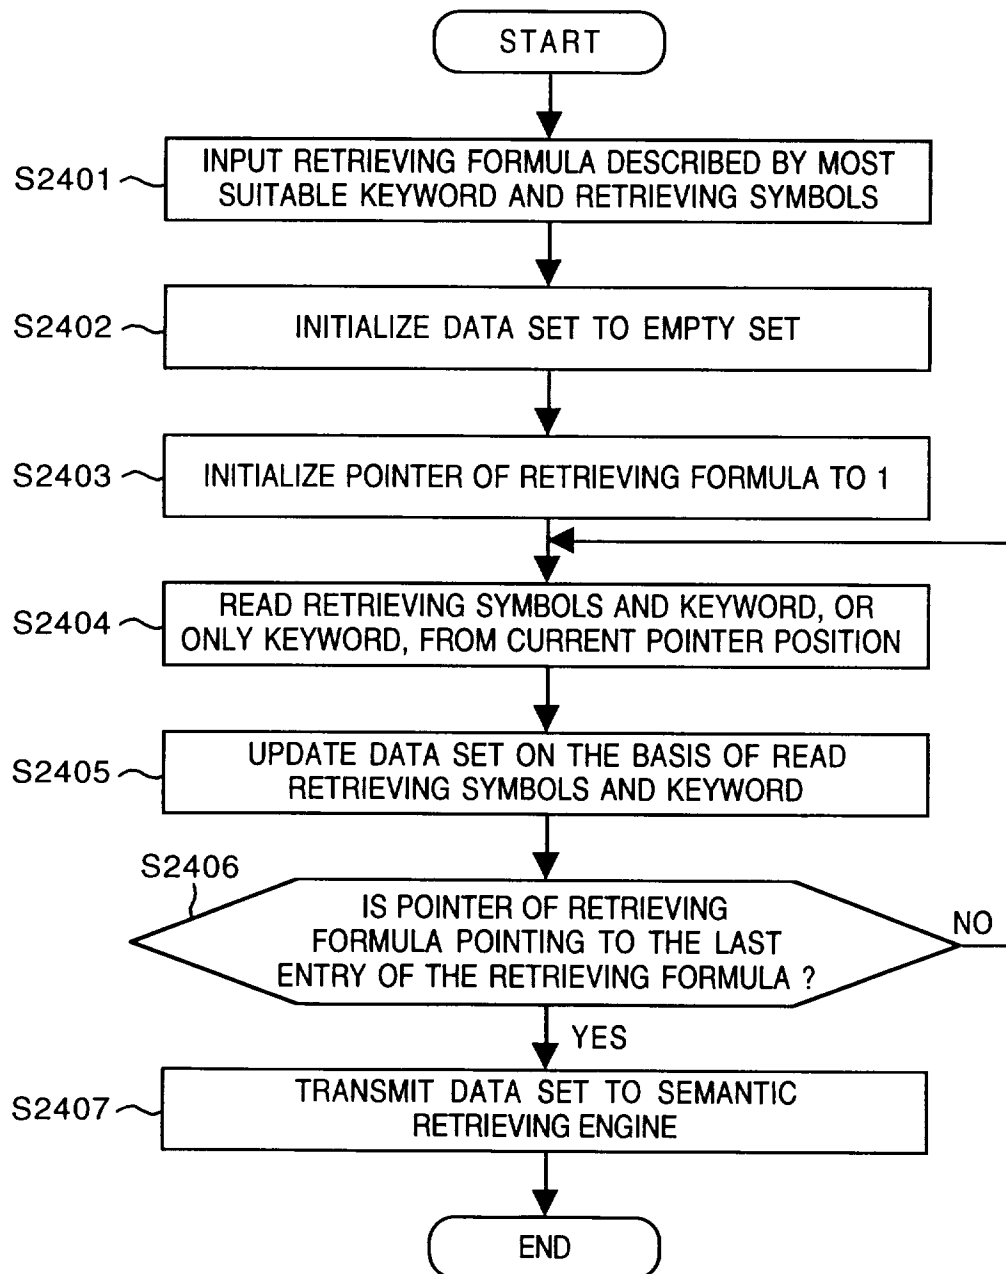 START
S2401
INPUT RETRIEVING FORMULA DESCRIBED BY MOST
SUITABLE KEYWORD AND RETRIEVING SYMBOLS
S2402
INITIALIZE DATA SET TO EMPTY SET
S2403
INITIALIZE POINTER OF RETRIEVING FORMULA TO 1
S2404
READ RETRIEVING SYMBOLS AND KEYWORD, OR
ONLY KEYWORD, FROM CURRENT POINTER POSITION
S2405
UPDATE DATA SET ON THE BASIS OF READ
RETRIEVING SYMBOLS AND KEYWORD
S2406
IS POINTER OF RETRIEVING
FORMULA POINTING TO THE LAST
ENTRY OF THE RETRIEVING FORMULA ?
NO
YES
S2407
TRANSMIT DATA SET TO SEMANTIC
RETRIEVING ENGINE
END